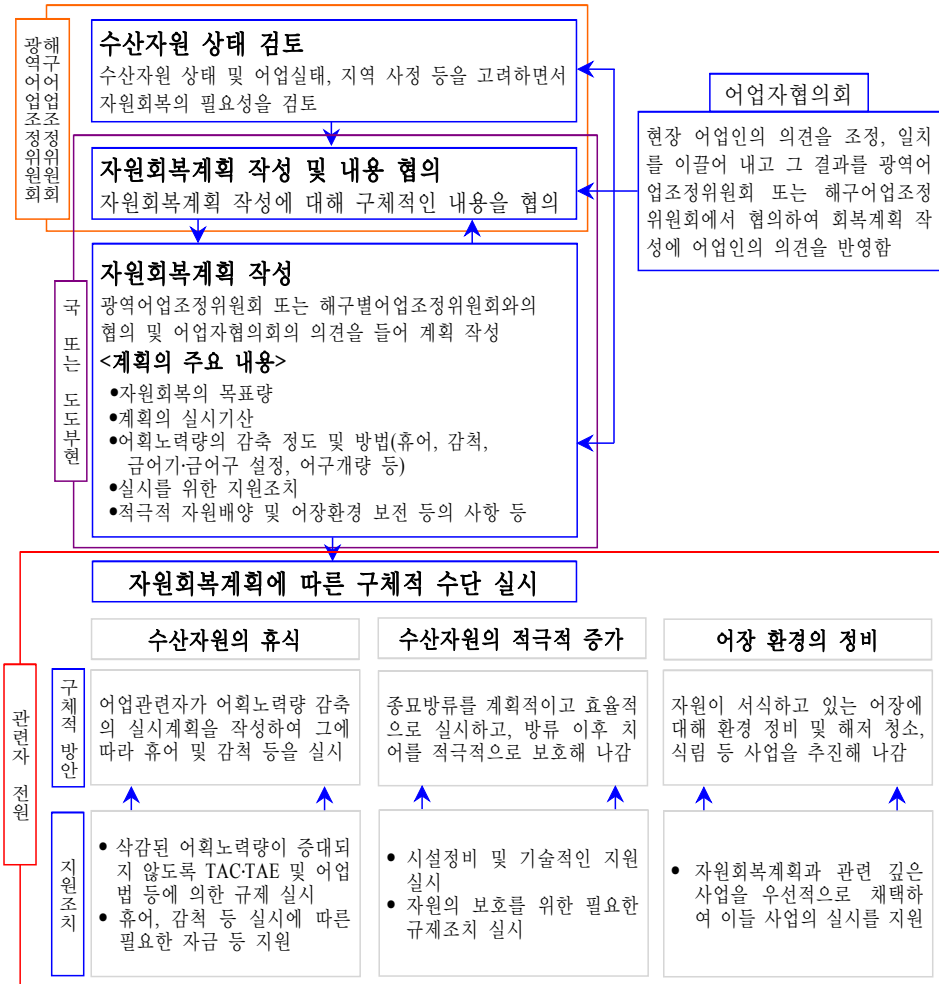 해구어업조정위원회
광역어업조정위원회
수산자원 상태 검토
수산자원 상태 및 어업실태, 지역 사정 등을 고려하면서
자원회복의 필요성을 검토
자원회복계획 작성 및 내용 협의
자원회복계획 작성에 대해 구체적인 내용을 협의
어업자협의회
현장 어업인의 의견을 조정, 일치
를 이끌어 내고 그 결과를 광역어
업조정위원회 또는 해구어업조정
위원회에서 협의하여 회복계획 작
성에 어업인의 의견을 반영함
국 또는 도도부현
자원회복계획 작성
광역어업조정위원회 또는 해구별어업조정위원회와의
협의 및 어업자협의회의 의견을 들어 계획 작성
<계획의 주요 내용>
•자원회복의 목표량
•계획의 실시기산
•어획노력량의 감축 정도 및 방법(휴어, 감척,
금어기·금어구 설정, 어구개량 등)
•실시를 위한 지원조치
•적극적 자원배양 및 어장환경 보전 등의 사항 등
자원회복계획에 따른 구체적 수단 실시
관련자 전원
수산자원의 휴식
수산자원의 적극적 증가
어장 환경의 정비
구체적 방안
어업관련자가 어획노력량 감축
의 실시계획을 작성하여 그에
따라 휴어 및 감척 등을 실시
종묘방류를 계획적이고 효율적
으로 실시하고, 방류 이후 치
어를 적극적으로 보호해 나감
자원이 서식하고 있는 어장에
대해 환경 정비 및 해저 청소,
식림 등 사업을 추진해 나감
지원조치
• 삭감된 어획노력량이 증대되
지 않도록 TAC·TAE 및 어업
법 등에 의한 규제 실시
• 휴어, 감척 등 실시에 따른
필요한 자금 등 지원
• 시설정비 및 기술적인 지원
실시
• 자원의 보호를 위한 필요한
규제조치 실시
• 자원회복계획과 관련 깊은
사업을 우선적으로 채택하
여 이들 사업의 실시를 지원